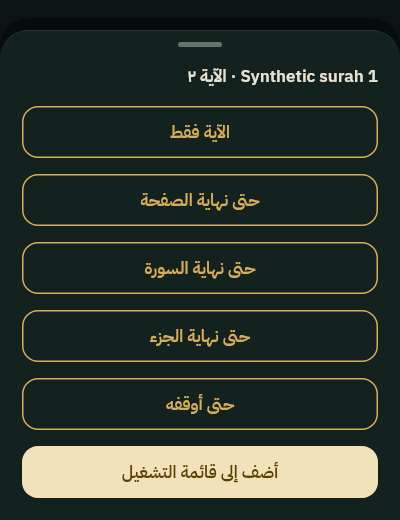 Synthetic surah 1 · الآية ٢
الآية فقط
حتى نهاية الصفحة
حتى نهاية السورة
حتى نهاية الجزء
حتى أوقفه
أضف إلى قائمة التشغيل